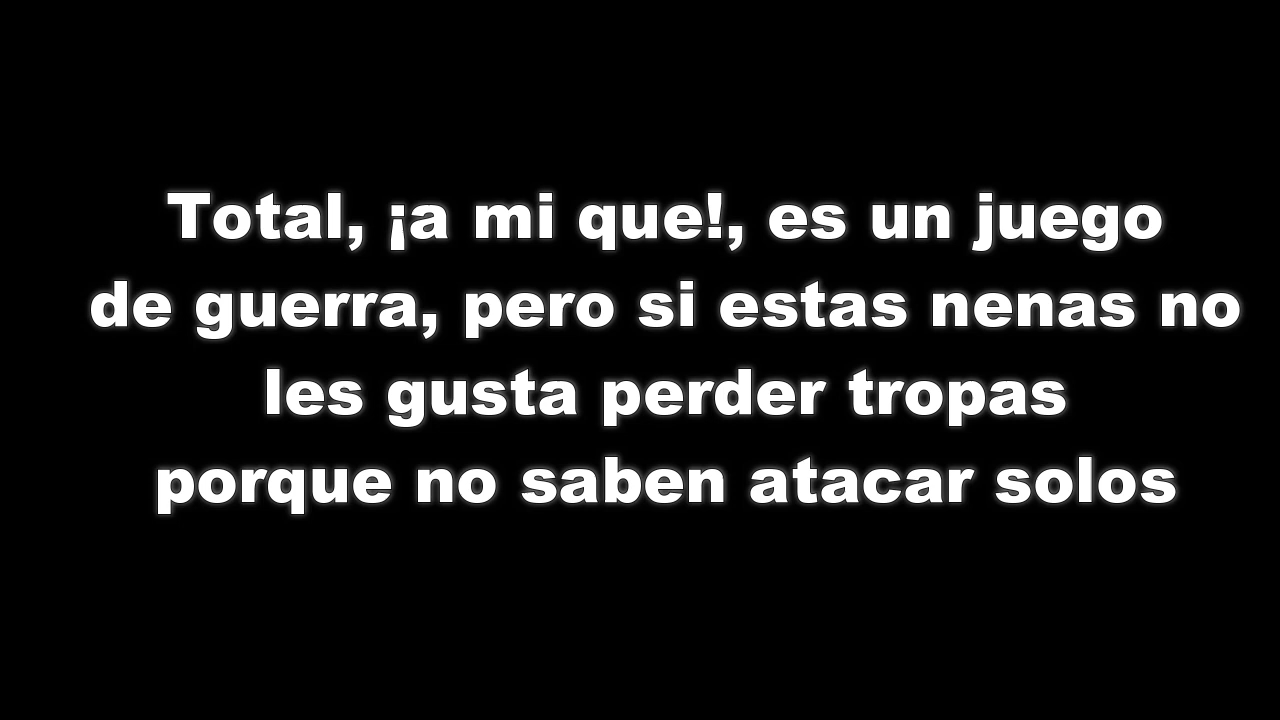 Total, ¡a mi que!, es un juego
de guerra, pero si estas nenas no
les gusta perder tropas
porque no saben atacar solos